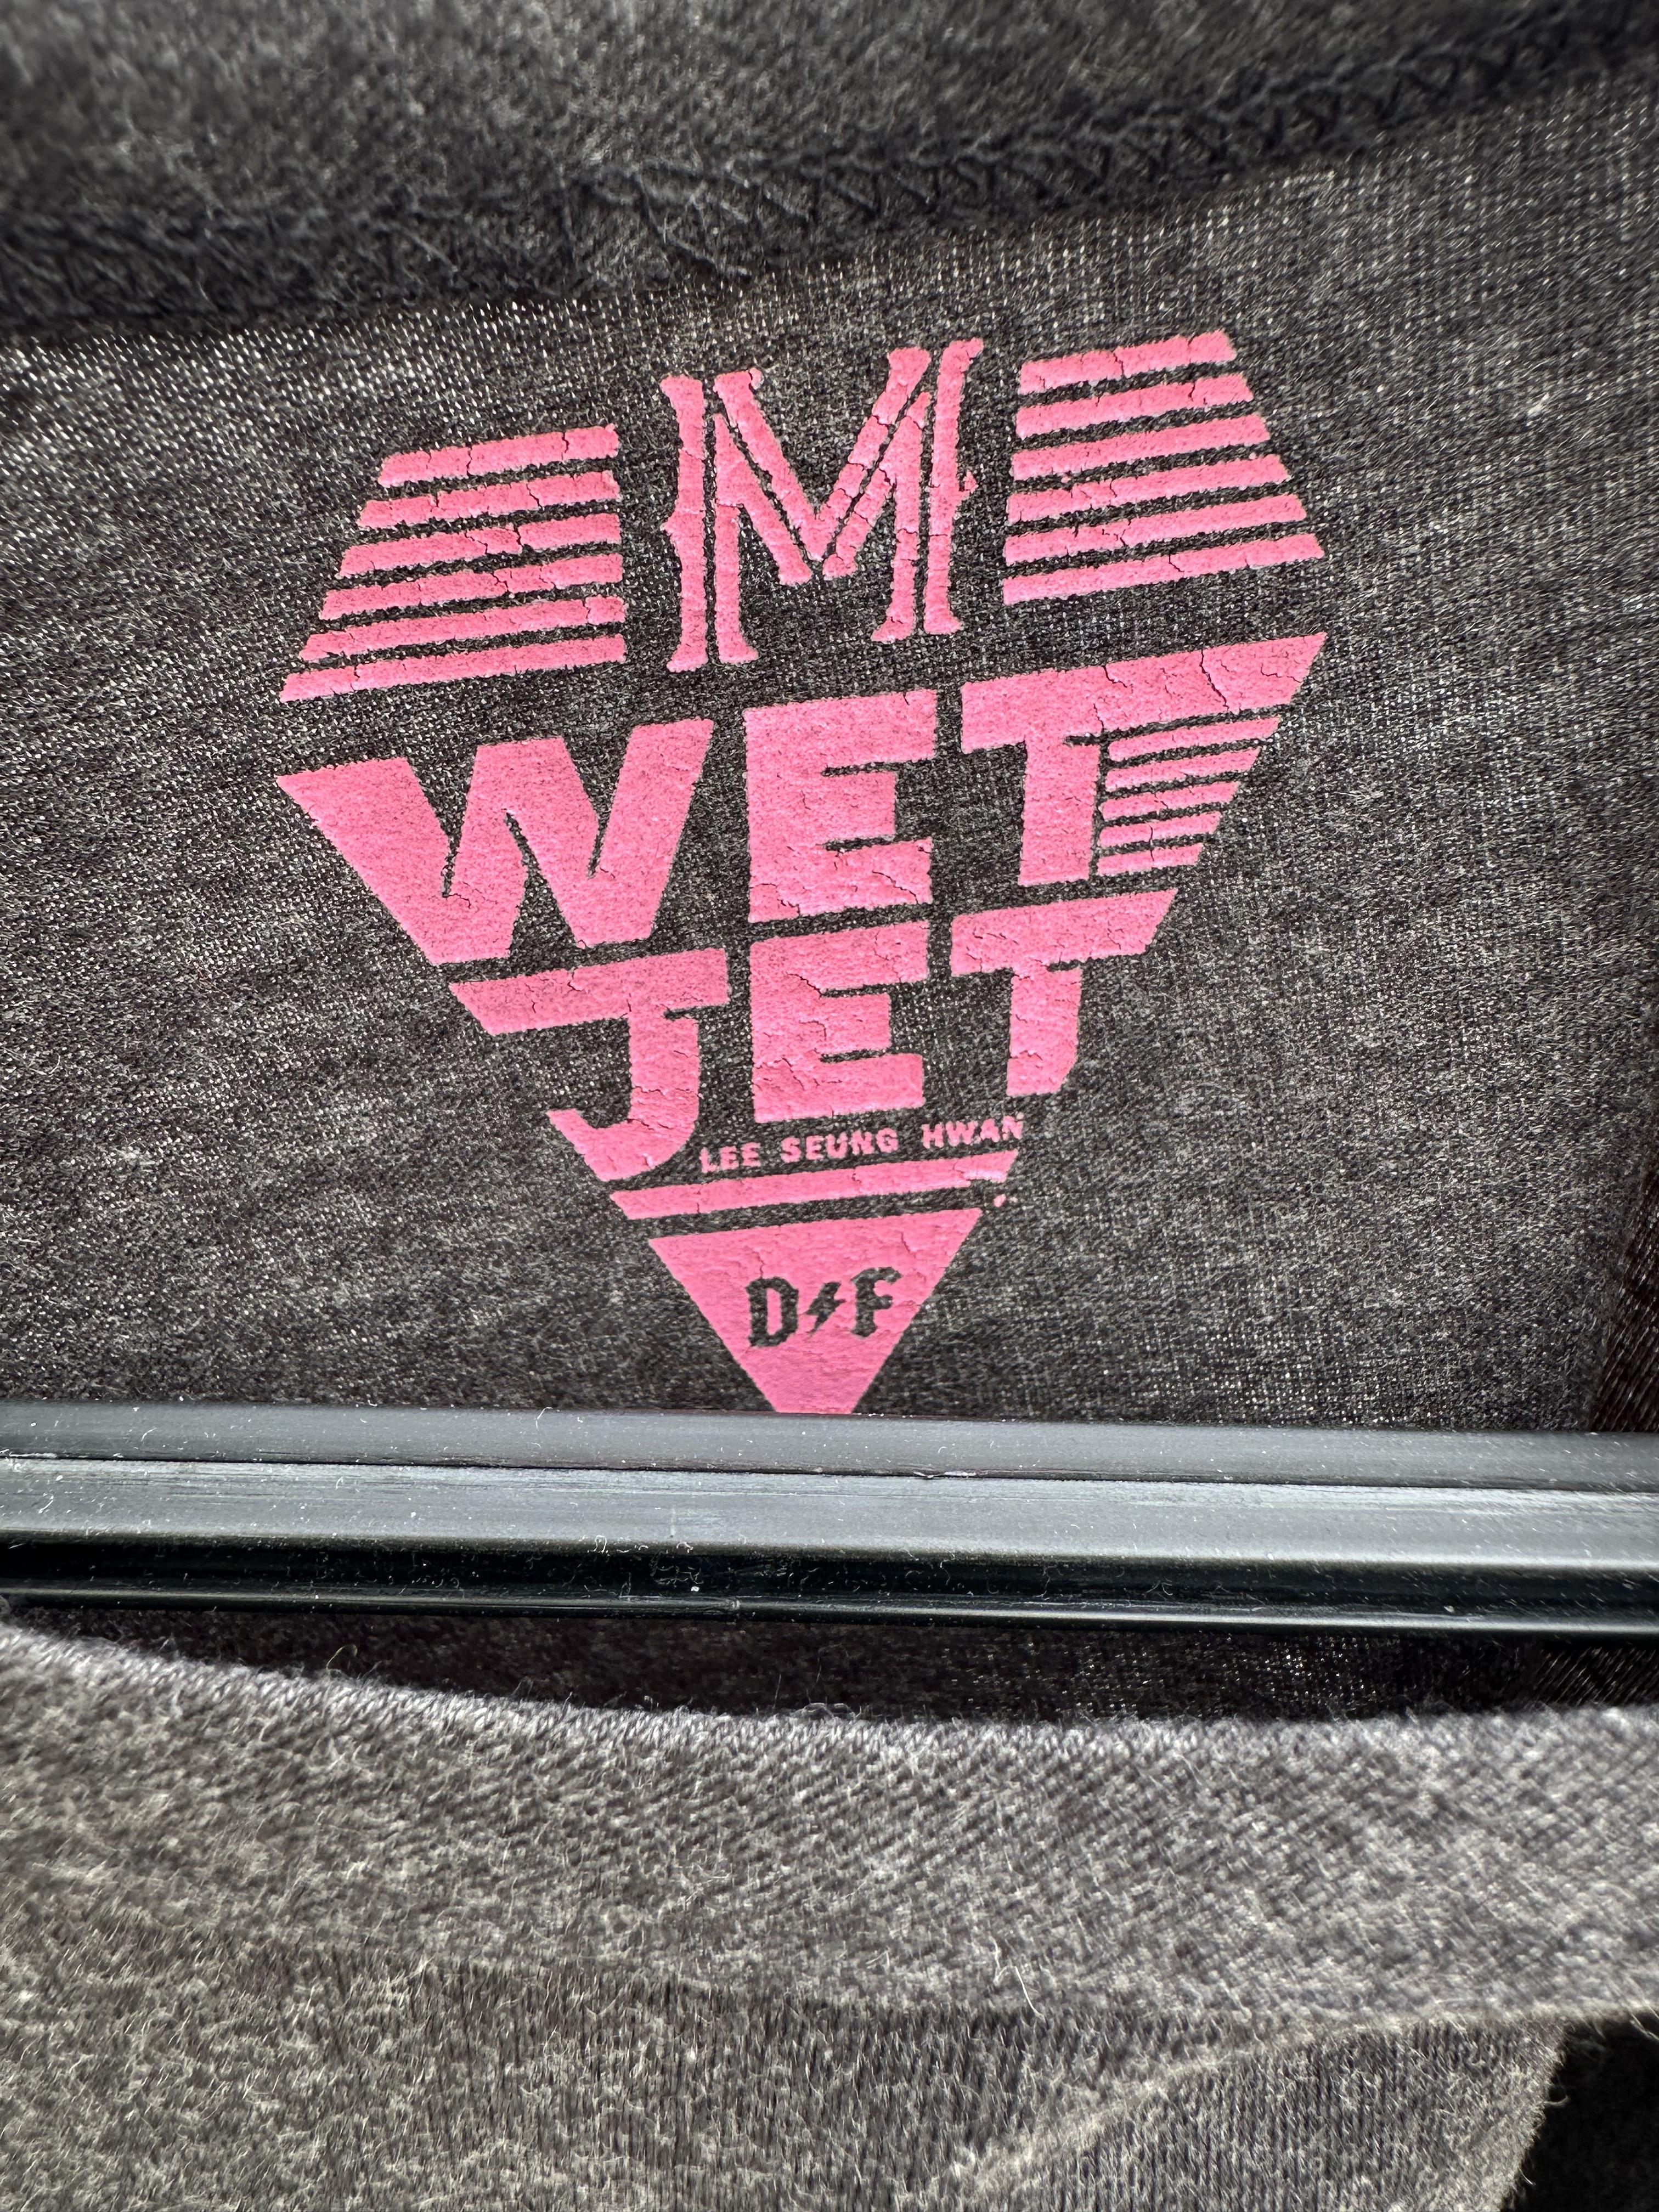 M
WET
JET
LEE SEUNG HWAN
D⚡F